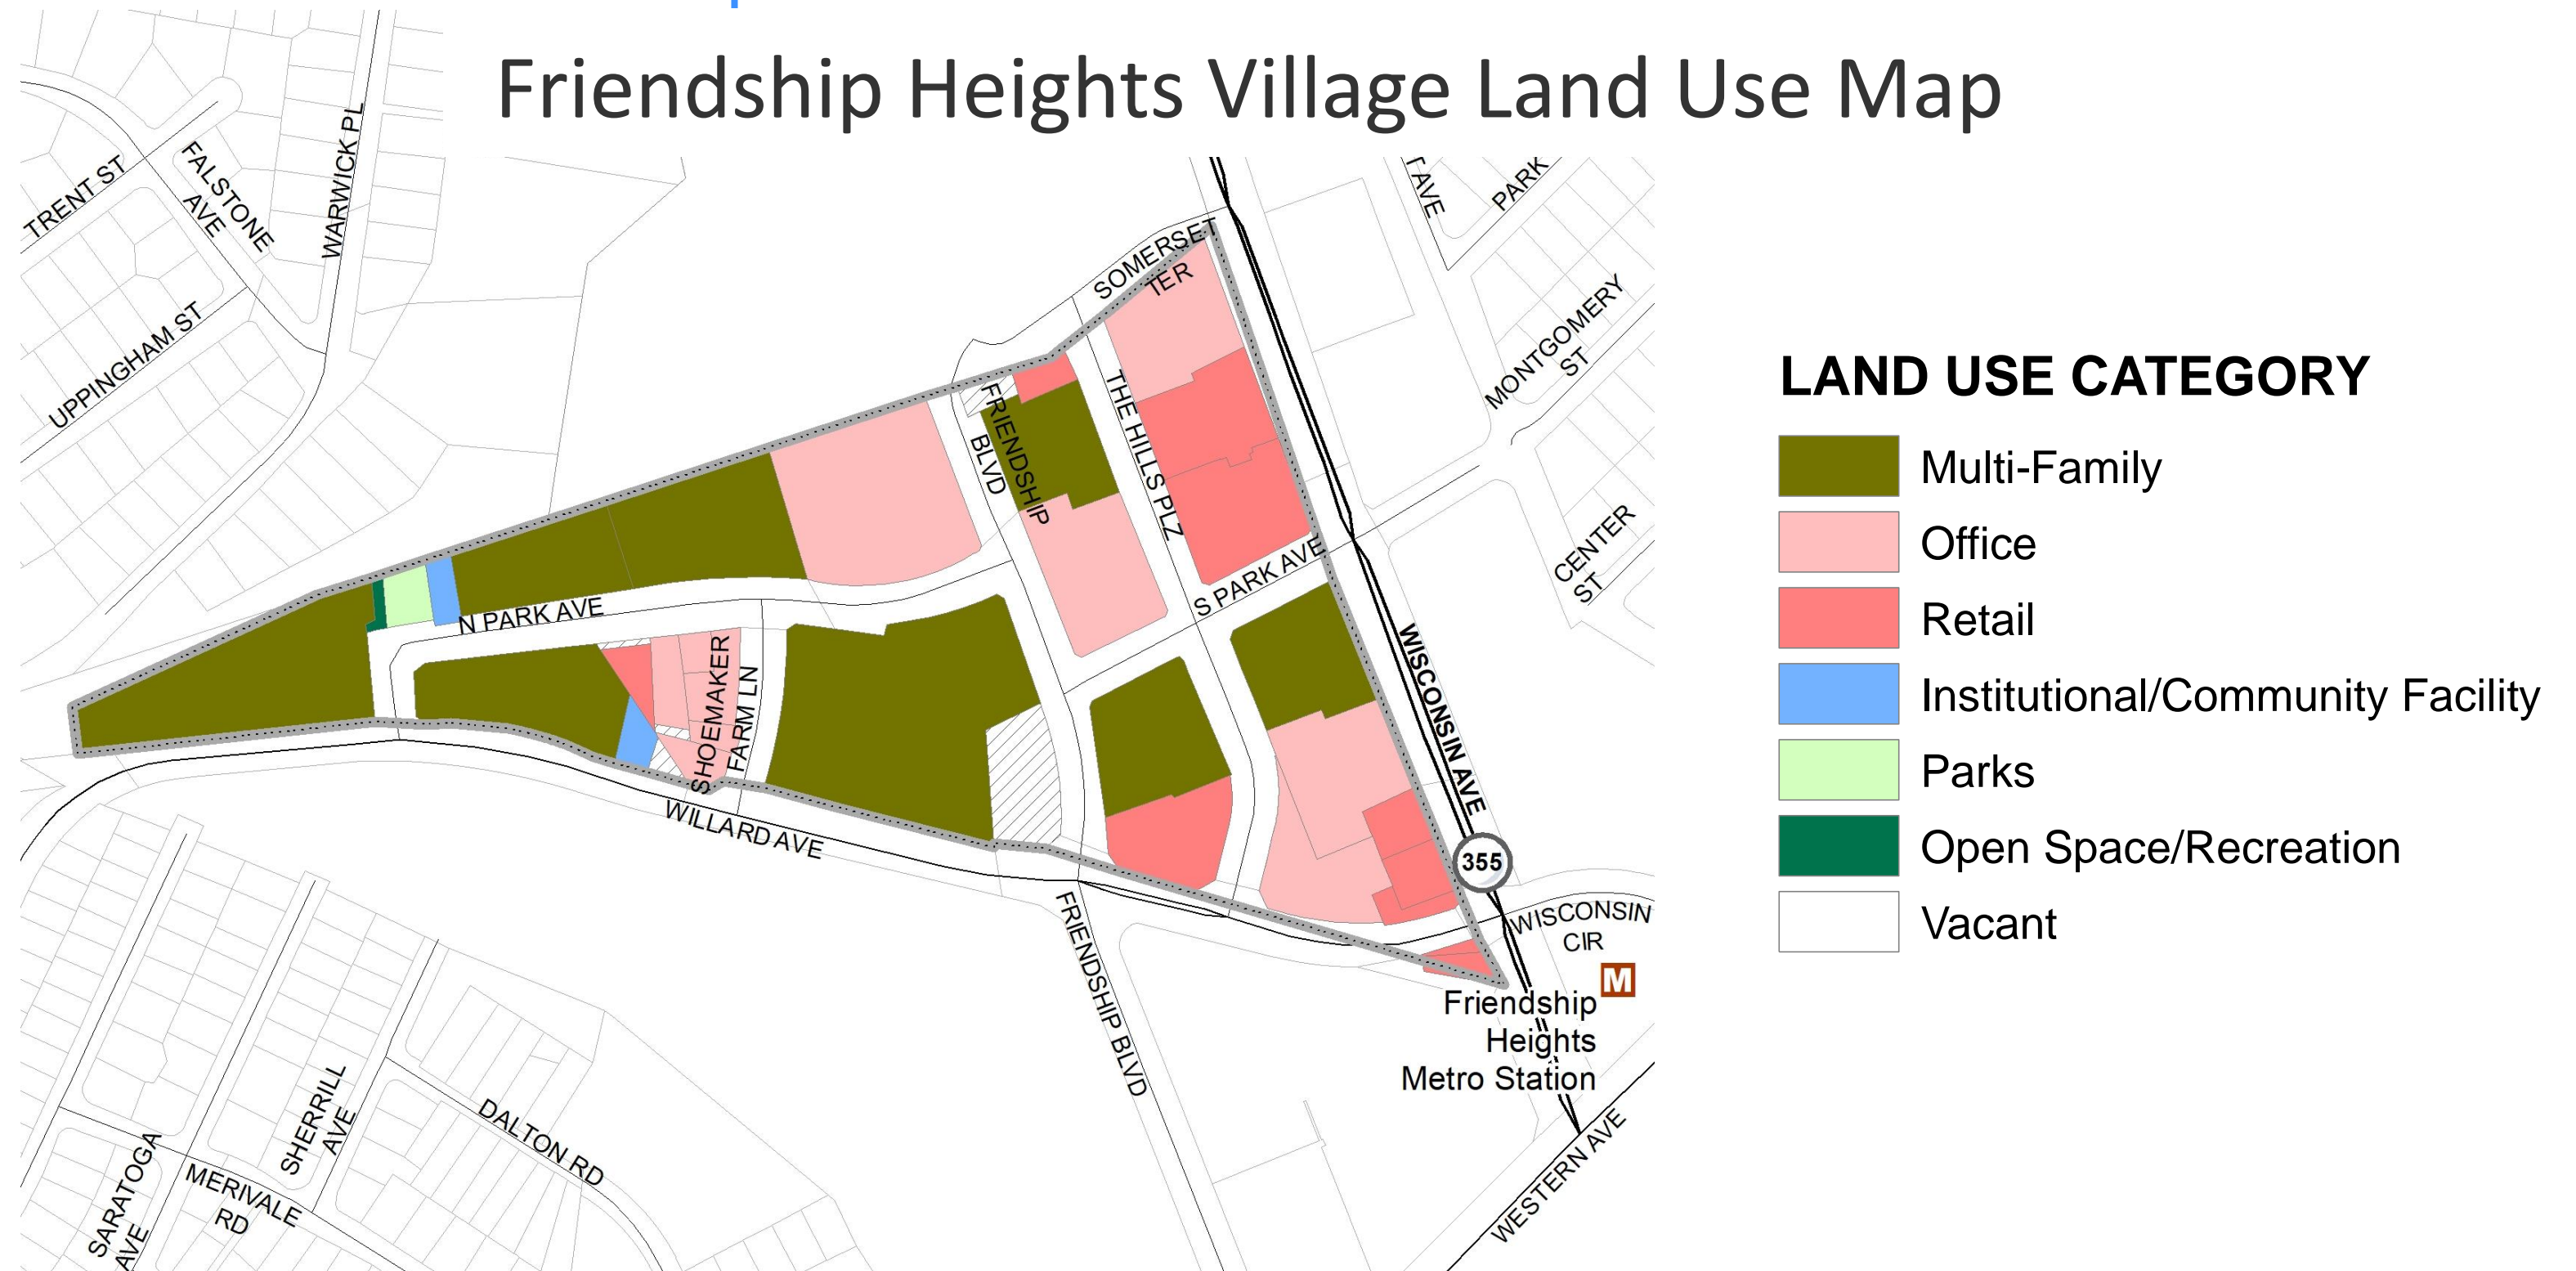 Friendship Heights Village Land Use Map
TRENT ST
FALSTONE
AVE
WARWICK PL
UPPINGHAM ST
SOMERSET
TER
AVE
PARK
MONTGOMERY
ST
CENTER
ST
THE HILLS PLZ
FRIENDSHIP
BLVD
S PARK AVE
N PARK AVE
SHOEMAKER
FARM LN
WILLARD AVE
WISCONSIN AVE
355
WISCONSIN
CIR
M
Friendship
Heights
Metro Station
FRIENDSHIP BLVD
WESTERN AVE
DALTON RD
SHERRILL
AVE
SARATOGA
AVE
MERIVALE
RD
LAND USE CATEGORY
Multi-Family
Office
Retail
Institutional/Community Facility
Parks
Open Space/Recreation
Vacant